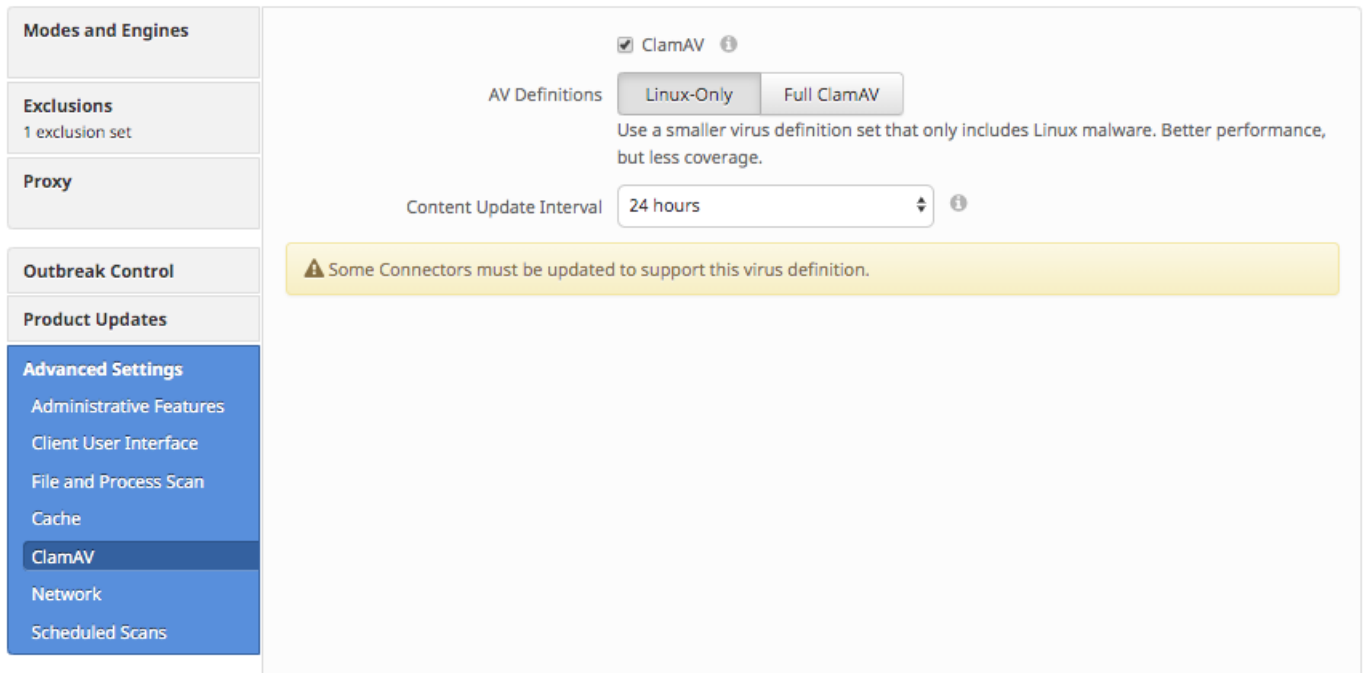 Modes and Engines
Exclusions
1 exclusion set
Proxy
Outbreak Control
Product Updates
Advanced Settings
Administrative Features
Client User Interface
File and Process Scan
Cache
ClamAV
Network
Scheduled Scans
ClamAV
AV Definitions
Linux-Only
Full ClamAV
Use a smaller virus definition set that only includes Linux malware. Better performance,
but less coverage.
Content Update Interval
24 hours
Some Connectors must be updated to support this virus definition.